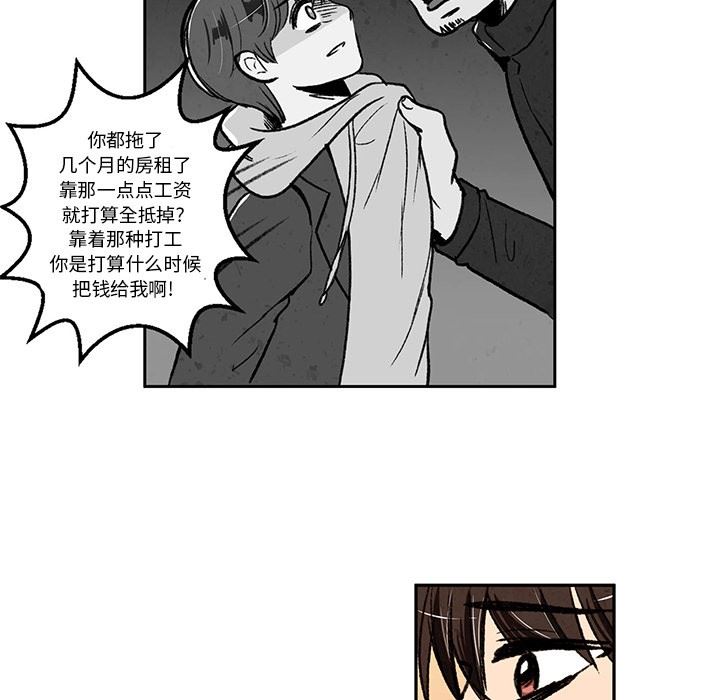 你都拖了
几个月的房租了
靠那一点点工资
就打算全抵掉?
靠着那种打工
你是打算什么时候
把钱给我啊!